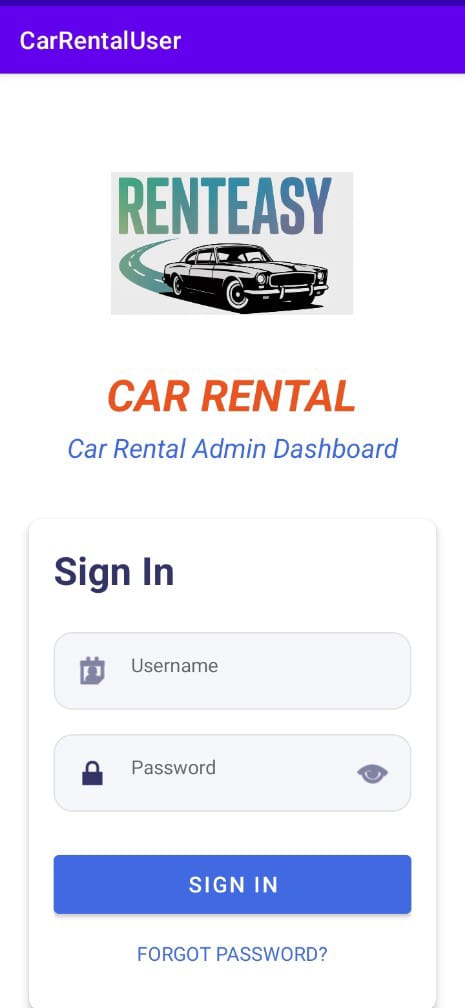 CarRentalUser
RENTEASY
CAR RENTAL
Car Rental Admin Dashboard
Sign In
Username
Password
SIGN IN
FORGOT PASSWORD?